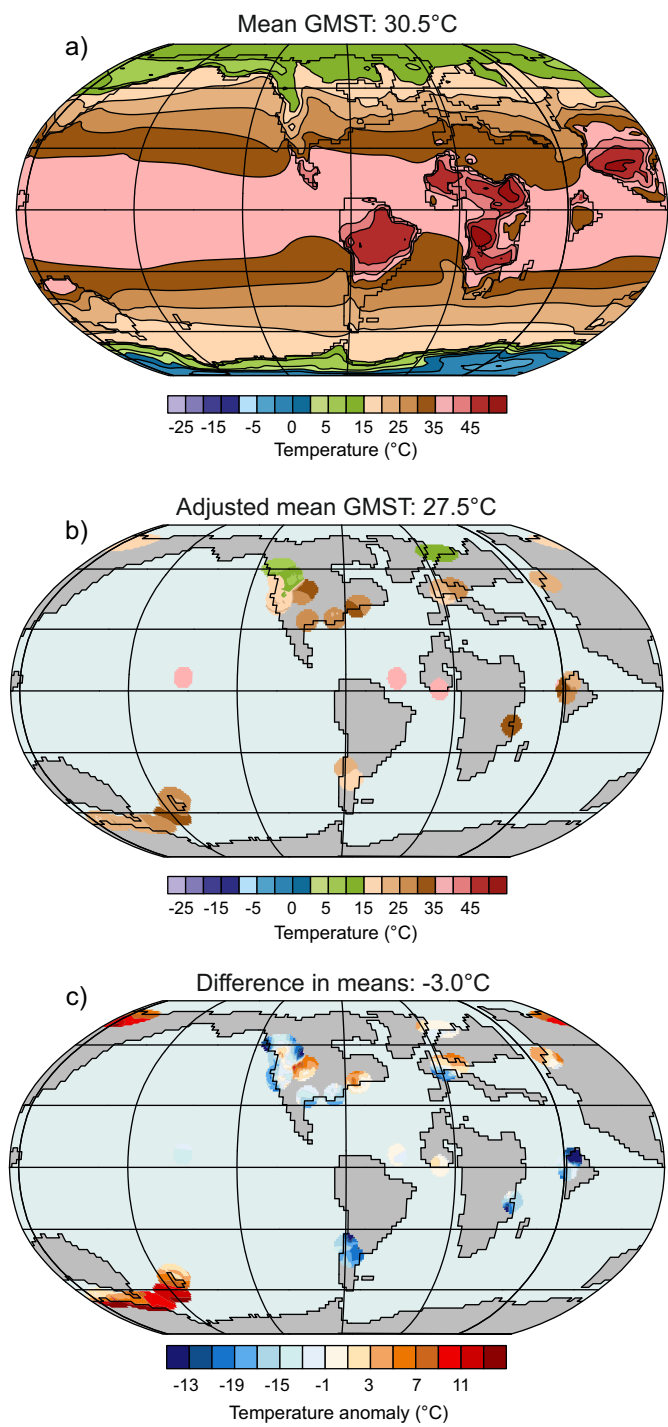 Mean GMST: 30.5°C
a)
-25 -15 -5 0 5 15 25 35 45
Temperature (°C)
Adjusted mean GMST: 27.5°C
b)
-25 -15 -5 0 5 15 25 35 45
Temperature (°C)
Difference in means: -3.0°C
c)
-13 -19 -15 -1 3 7 11
Temperature anomaly (°C)